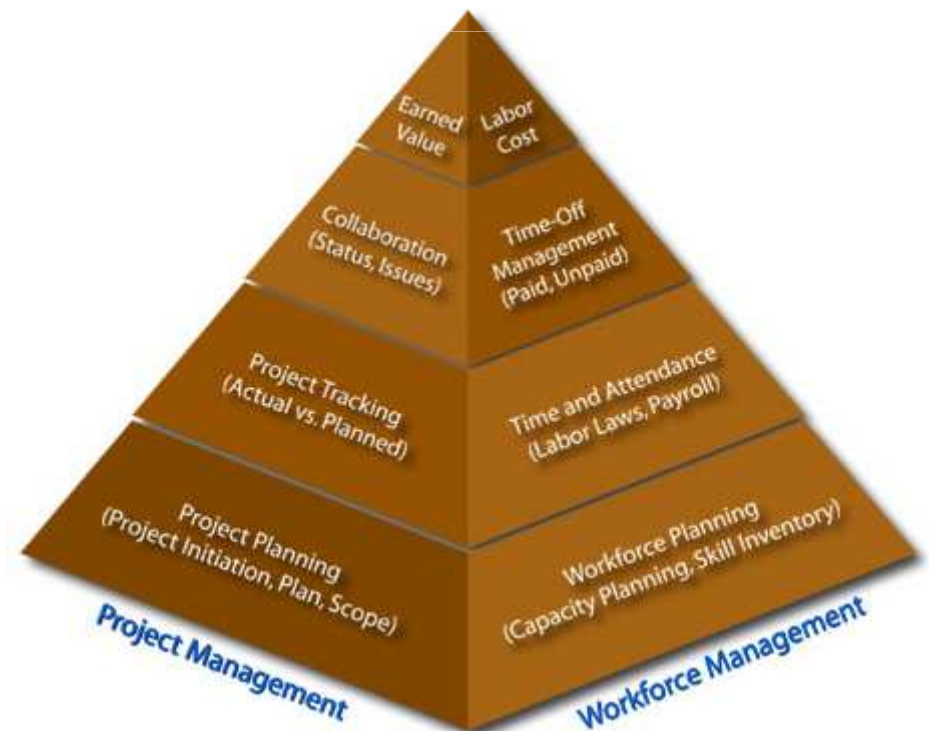 Earned
Value
Labor
Cost
Collaboration
(Status, Issues)
Time-Off
Management
(Paid, Unpaid)
Project Tracking
(Actual vs. Planned)
Time and Attendance
(Labor Laws, Payroll)
Project Planning
(Project Initiation, Plan, Scope)
Workforce Planning
(Capacity Planning, Skill Inventory)
Project Management
Workforce Management